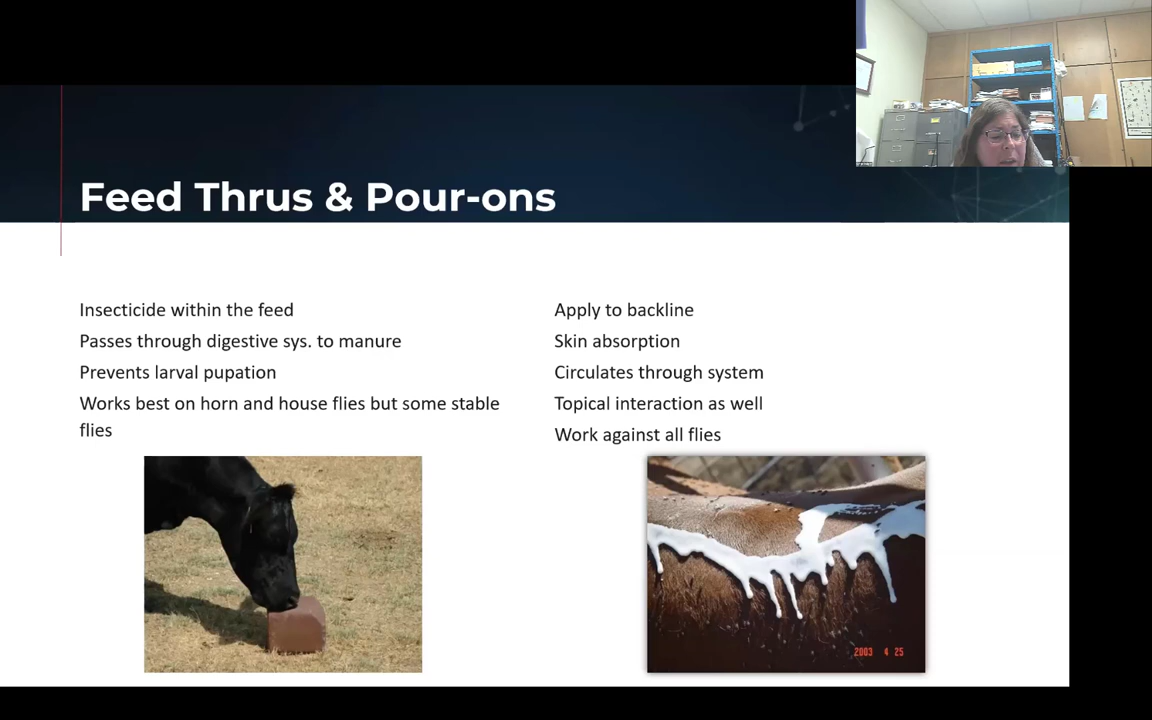 Feed Thrus & Pour-ons
Insecticide within the feed
Passes through digestive sys. to manure
Prevents larval pupation
Works best on horn and house flies but some stable
flies
Apply to backline
Skin absorption
Circulates through system
Topical interaction as well
Work against all flies
2003 4 25